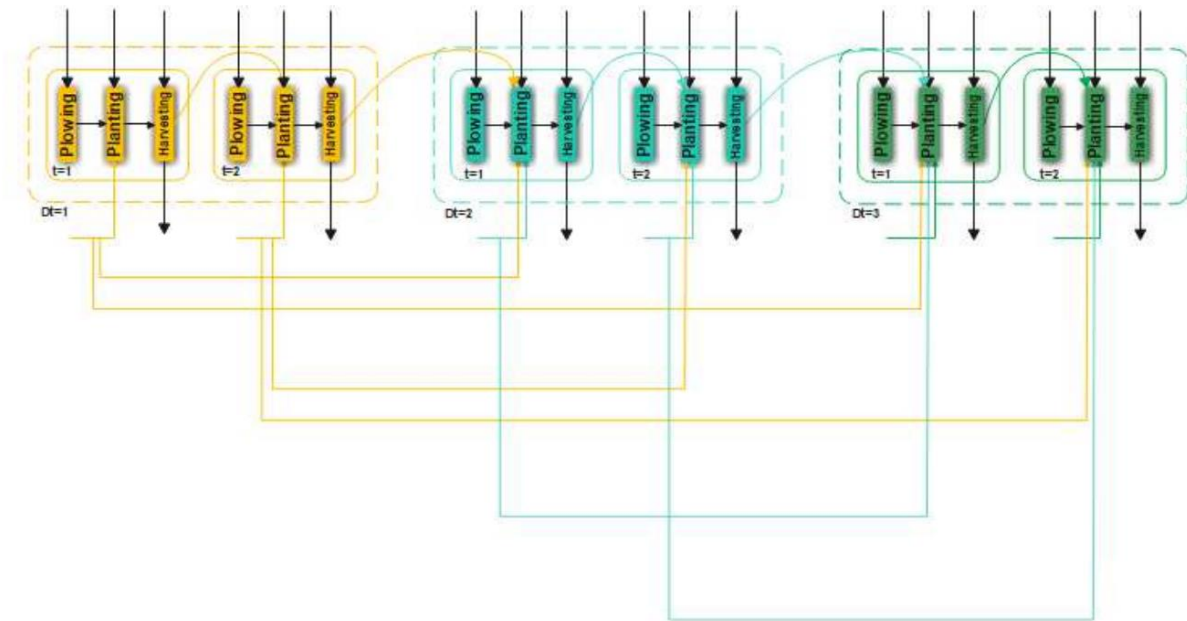 Plowing
Planting
Harvesting
t=1
Plowing
Planting
Harvesting
t=2
Dt=1
Plowing
Planting
Harvesting
t=1
Plowing
Planting
Harvesting
t=2
Dt=2
Plowing
Planting
Harvesting
t=1
Plowing
Planting
Harvesting
t=2
Dt=3